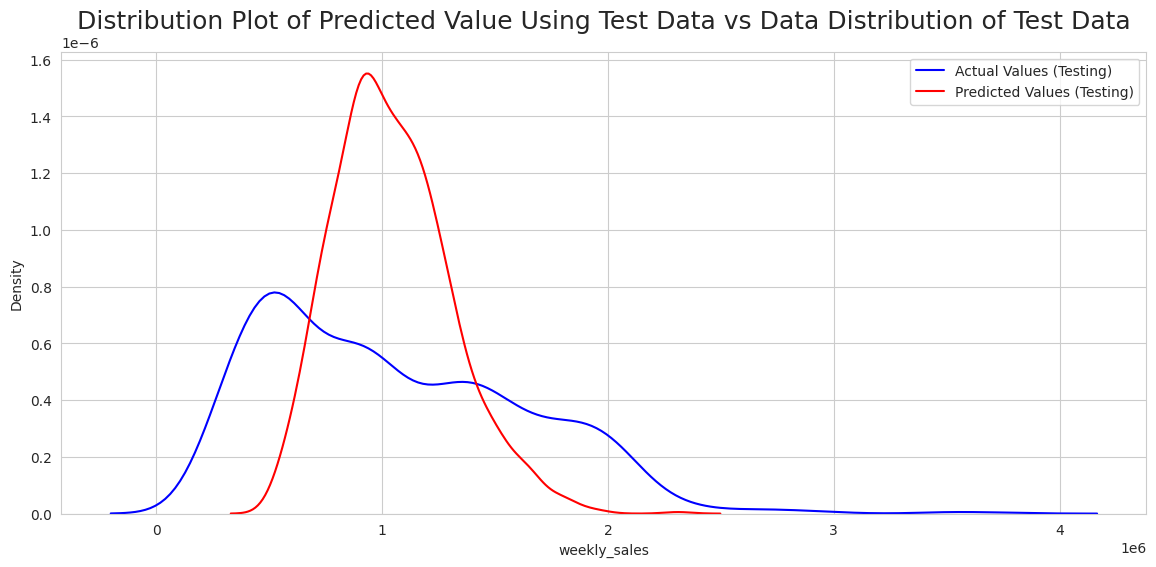 Distribution Plot of Predicted Value Using Test Data vs Data Distribution of Test Data
1e−6
Actual Values (Testing)
Predicted Values (Testing)
1.6
1.4
1.2
1.0
0.8
0.6
0.4
0.2
0.0
Density
0 1 2 3 4
1e6
weekly_sales